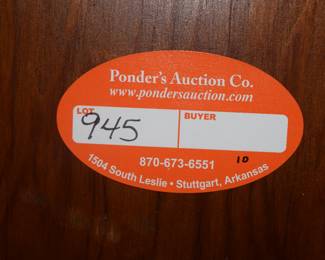 Ponder's Auction Co.
www.pondersauction.com
LOT
945
BUYER
870-673-6551
10
1504 South Leslie • Stuttgart, Arkansas